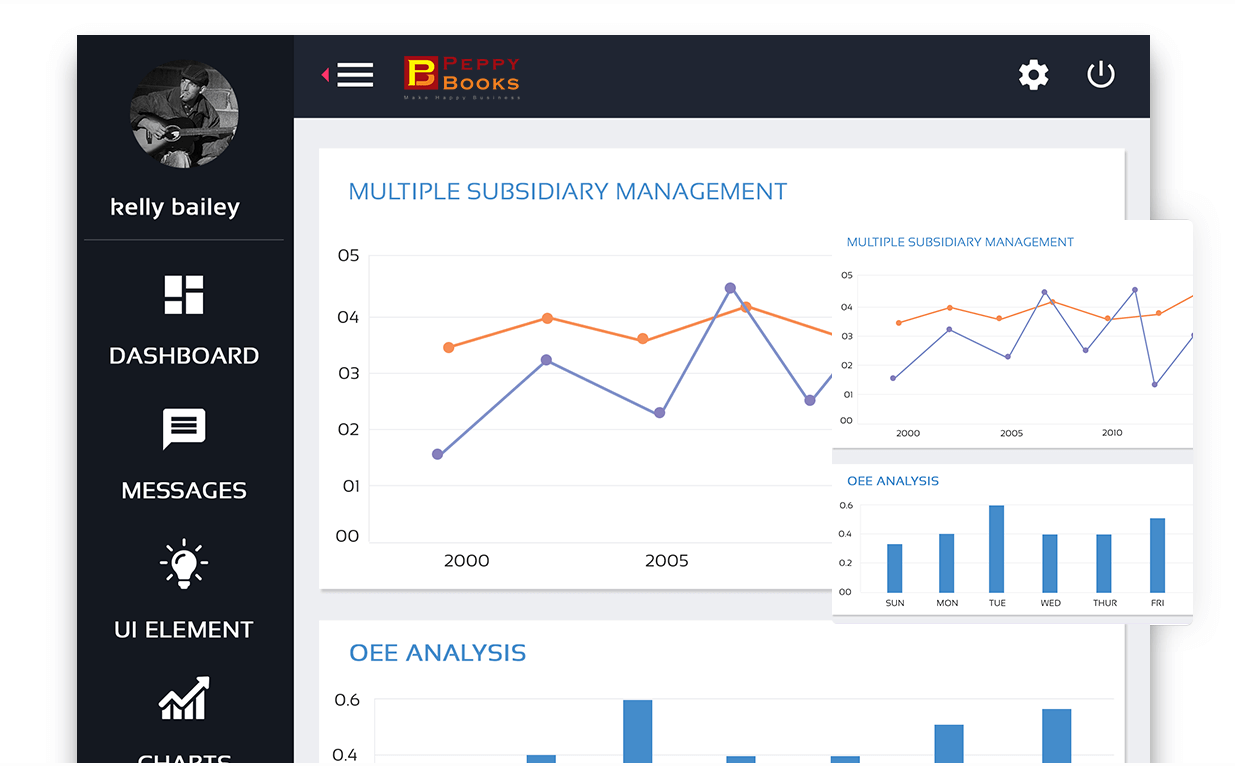 PEPPY
BOOKS
Make Happy Business
kelly bailey
DASHBOARD
MESSAGES
UI ELEMENT
CHARTS
MULTIPLE SUBSIDIARY MANAGEMENT
05
04
03
02
01
00
2000 2005
OEE ANALYSIS
0.6
0.4
MULTIPLE SUBSIDIARY MANAGEMENT
05
04
03
02
01
00
2000 2005 2010
OEE ANALYSIS
0.6
0.4
0.2
00
SUN MON TUE WED THUR FRI